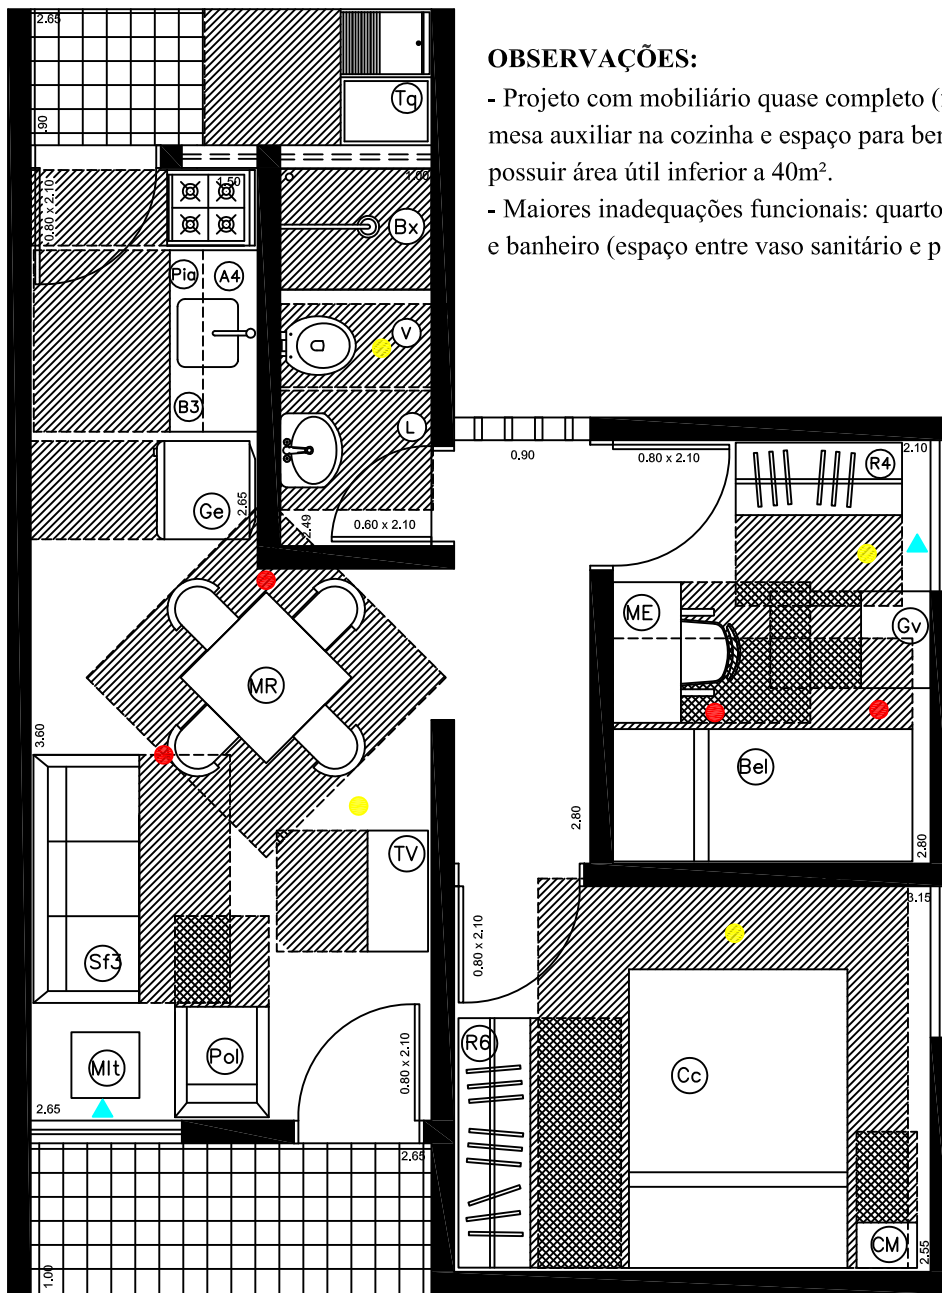 OBSERVAÇÕES:
- Projeto com mobiliário quase completo
mesa auxiliar na cozinha e espaço para
possuir área útil inferior a 40m².
- Maiores inadequações funcionais: quarto
e banheiro (espaço entre vaso sanitário e
2.65
.90
Tq
0.80 x 2.10
1.50
1.00
Bx
Pia
A4
V
B3
L
Ge
2.65
2.49
0.60 x 2.10
0.90
0.80 x 2.10
2.10
R4
ME
Gv
MR
3.60
Bel
2.80
2.80
TV
Sf3
3.15
0.80 x 2.10
R6
Mlt
Pol
0.80 x 2.10
Cc
2.65
2.65
1.00
CM
2.55